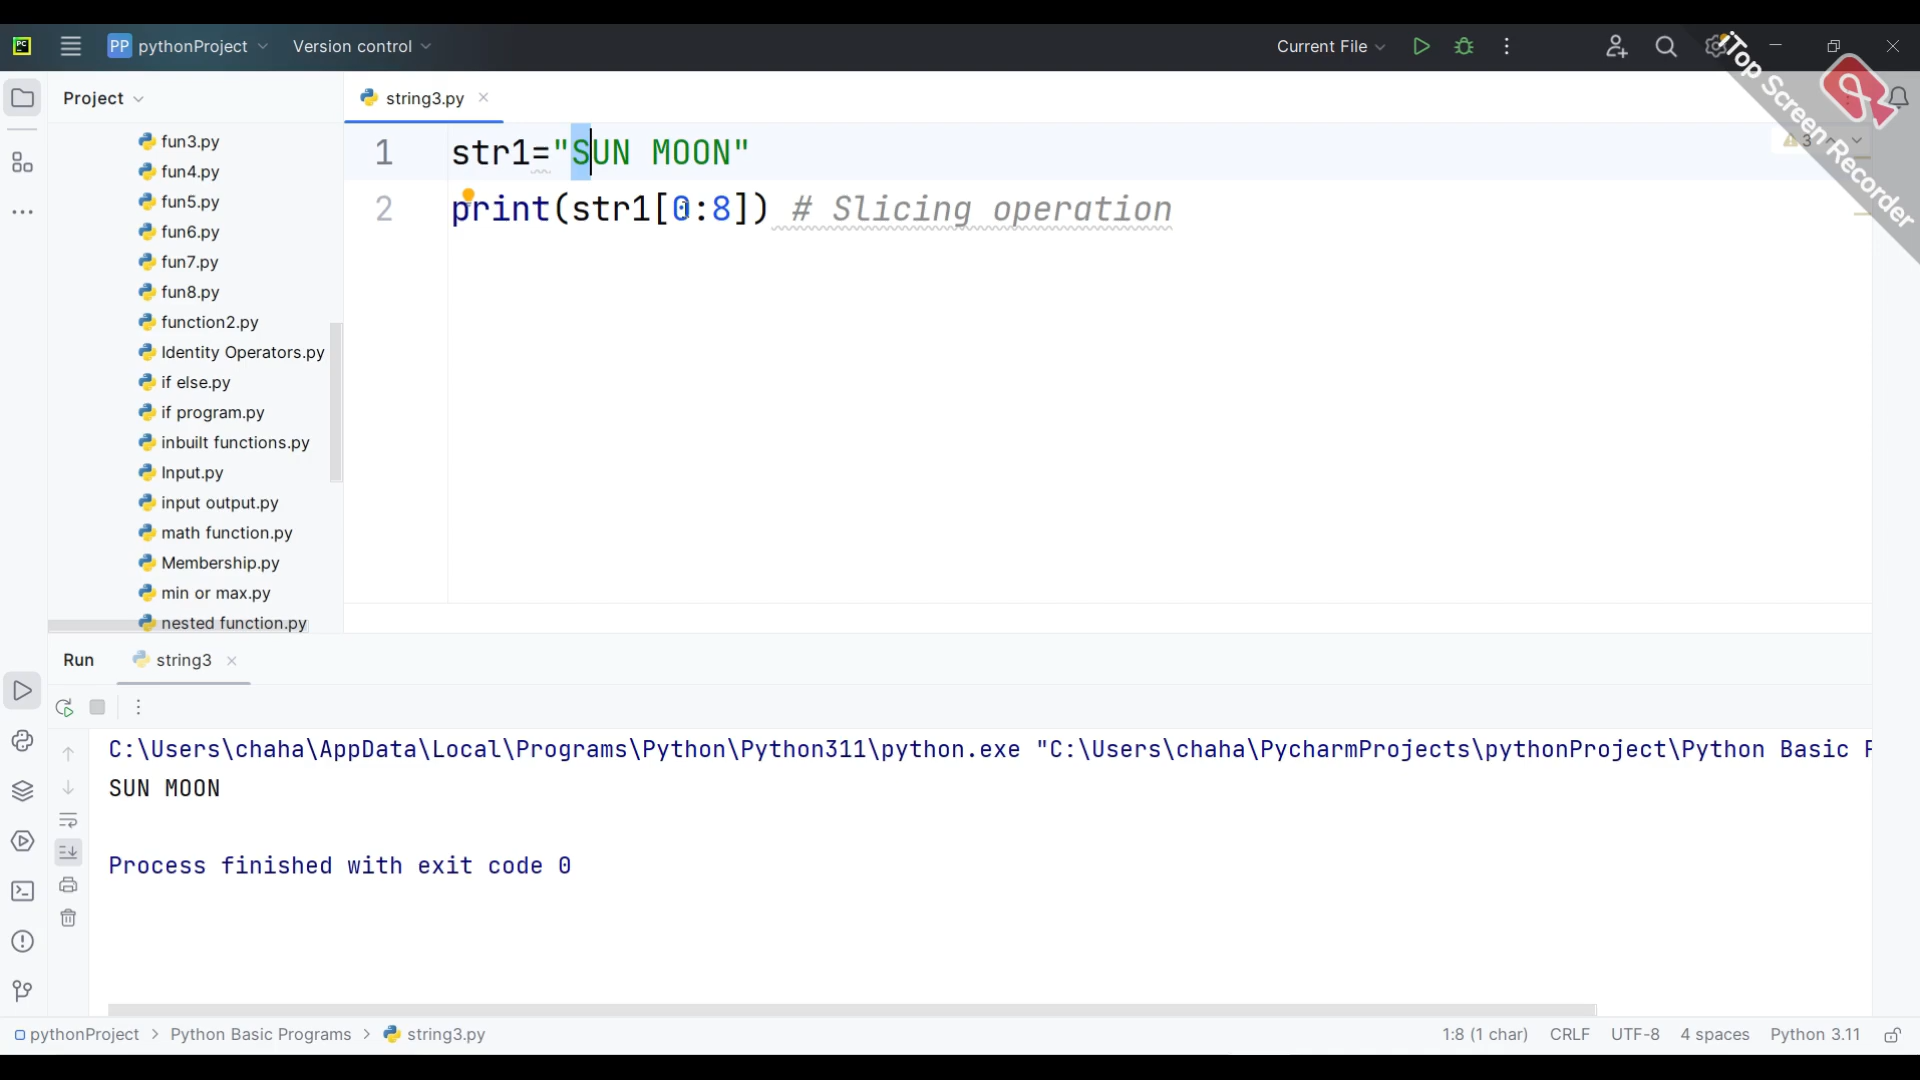 PC
PP pythonProject
Version control
Current File
iTop Screen Recorder
Project
string3.py
fun3.py
fun4.py
fun5.py
fun6.py
fun7.py
fun8.py
function2.py
Identity Operators.py
if else.py
if program.py
inbuilt functions.py
Input.py
input output.py
math function.py
Membership.py
min or max.py
nested function.py
1 str1="SUN MOON"
2 print(str1[0:8]) # Slicing operation
3
Run
string3
C:\Users\chaha\AppData\Local\Programs\Python\Python311\python.exe "C:\Users\chaha\PycharmProjects\pythonProject\Python Basic
SUN MOON
Process finished with exit code 0
pythonProject > Python Basic Programs > string3.py
1:8 (1 char) CRLF UTF-8 4 spaces Python 3.11